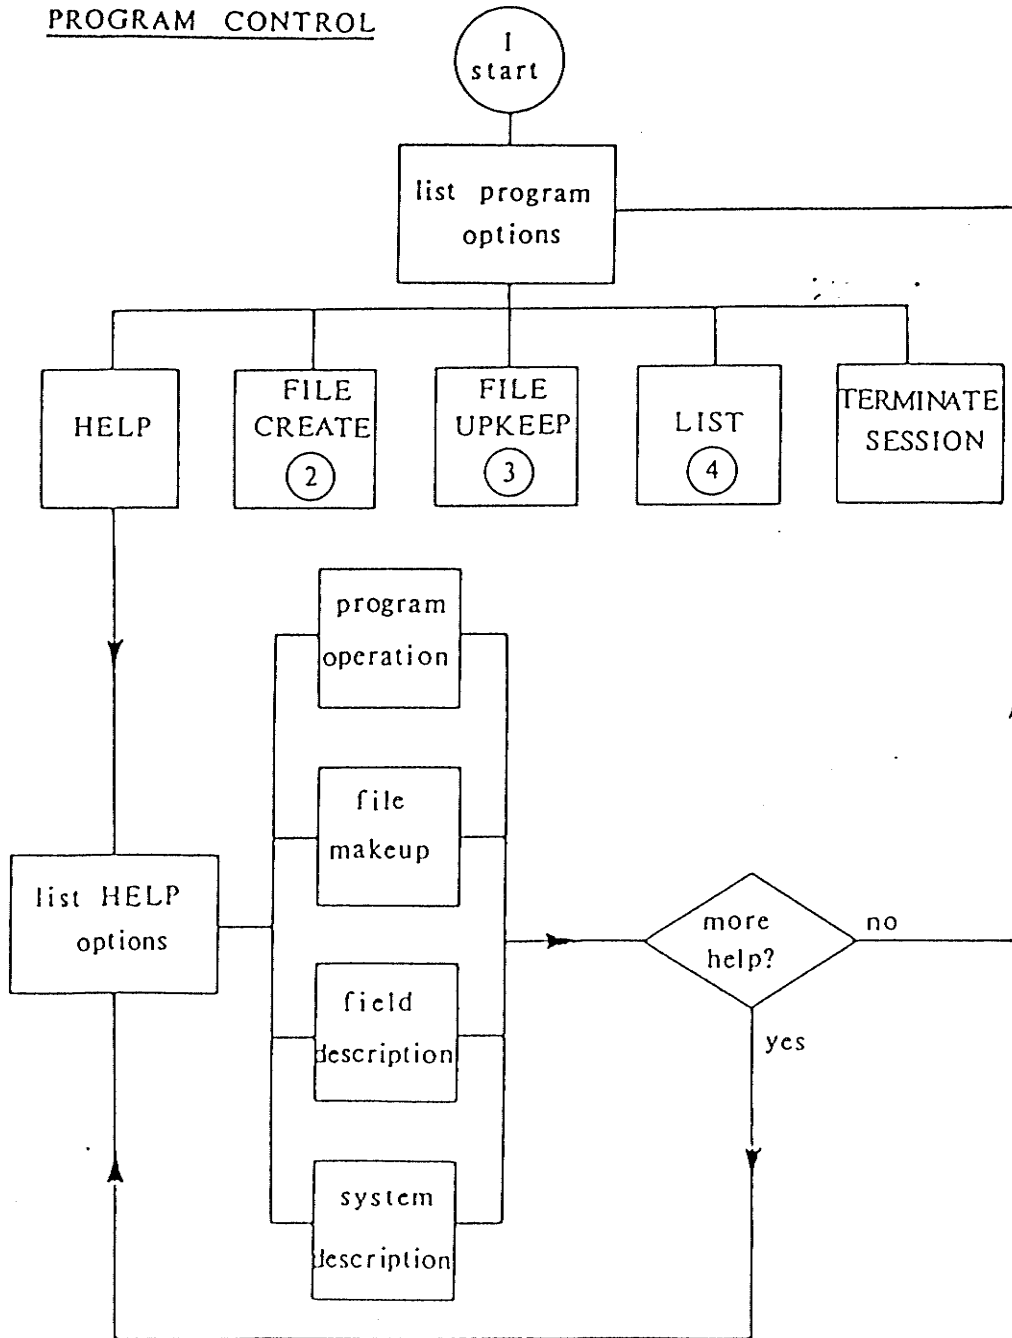 PROGRAM CONTROL
1
start
list program
options
HELP
FILE
CREATE
2
FILE
UPKEEP
3
LIST
4
TERMINATE
SESSION
program
operation
file
makeup
list HELP
options
more
help?
no
field
description
yes
system
description